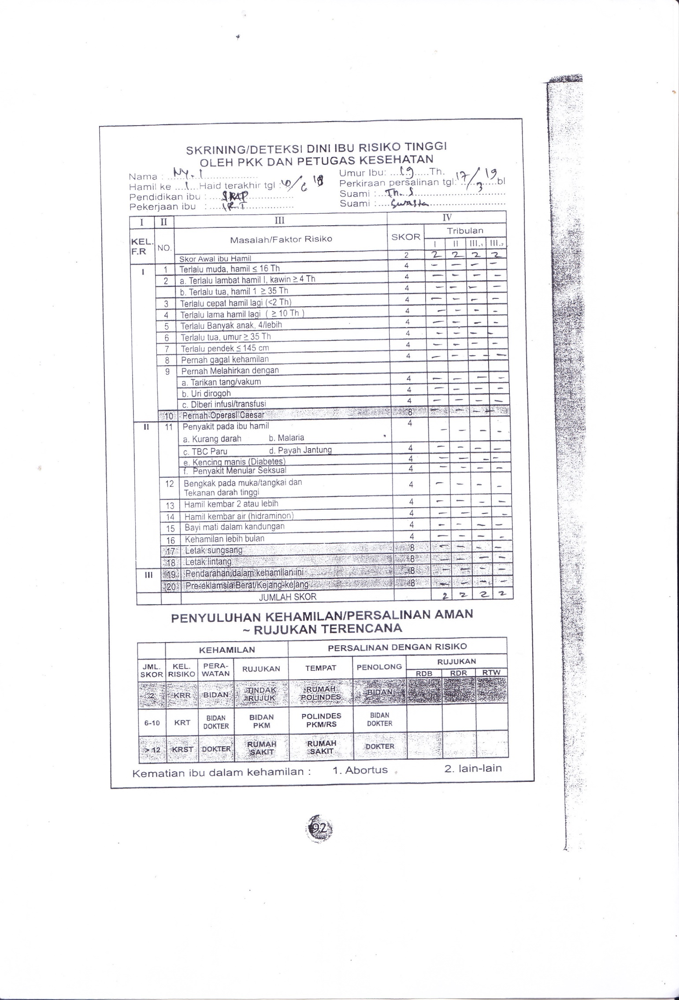 SKRINING/DETEKSI DINI IBU RISIKO TINGGI
OLEH PKK DAN PETUGAS KESEHATAN
Nama : Ny. I Umur Ibu: 19 Th.
Hamil ke 1 Haid terakhir tgl : /6 18 Perkiraan persalinan tgl: 17/3 19 bl
Pendidikan ibu : Suami : Tn. S
Pekerjaan ibu : IRT Suami : Swasta
I II III IV
KEL. F.R NO. Masalah/Faktor Risiko SKOR Tribulan
I II III.1 III.2
Skor Awal ibu Hamil 2 2 2 2 2
I 1 Terlalu muda, hamil ≤ 16 Th 4 - - - -
2 a. Terlalu lambat hamil I, kawin ≥ 4 Th 4 - - - -
b. Terlalu tua, hamil 1 ≥ 35 Th 4 - - - -
3 Terlalu cepat hamil lagi (<2 Th) 4 - - - -
4 Terlalu lama hamil lagi ( ≥ 10 Th ) 4 - - - -
5 Terlalu Banyak anak, 4/lebih 4 - - - -
6 Terlalu tua, umur ≥ 35 Th 4 - - - -
7 Terlalu pendek ≤ 145 cm 4 - - - -
8 Pernah gagal kehamilan 4 - - - -
9 Pernah Melahirkan dengan
a. Tarikan tang/vakum 4 - - - -
b. Uri dirogoh 4 - - - -
c. Diberi infusi/transfusi 4 - - - -
10 Pernah Operasi Caesar 8 - - - -
II 11 Penyakit pada ibu hamil 4 - - - -
a. Kurang darah b. Malaria
c. TBC Paru d. Payah Jantung 4 - - - -
e. Kencing manis (Diabetes) 4 - - - -
f. Penyakit Menular Seksual 4 - - - -
12 Bengkak pada muka/tangkai dan 4 - - - -
Tekanan darah tinggi
13 Hamil kembar 2 atau lebih 4 - - - -
14 Hamil kembar air (hidraminon) 4 - - - -
15 Bayi mati dalam kandungan 4 - - - -
16 Kehamilan lebih bulan 4 - - - -
17 Letak sungsang 8 - - - -
18 Letak lintang 8 - - - -
III 19 Pendarahan dalam kehamilan ini 8 - - - -
20 Pre-eklamsia Berat/Kejang-kejang 8 - - - -
JUMLAH SKOR 2 2 2 2
PENYULUHAN KEHAMILAN/PERSALINAN AMAN
~ RUJUKAN TERENCANA
KEHAMILAN PERSALINAN DENGAN RISIKO
JML. SKOR KEL. RISIKO PERA-WATAN RUJUKAN TEMPAT PENOLONG RUJUKAN
RDB RDR RTW
2 KRR BIDAN TINDAK RUJUK RUMAH POLINDES BIDAN
6-10 KRT BIDAN DOKTER BIDAN PKM POLINDES PKM/RS BIDAN DOKTER
> 12 KRST DOKTER RUMAH SAKIT RUMAH SAKIT DOKTER
Kematian ibu dalam kehamilan : 1. Abortus 2. lain-lain
92